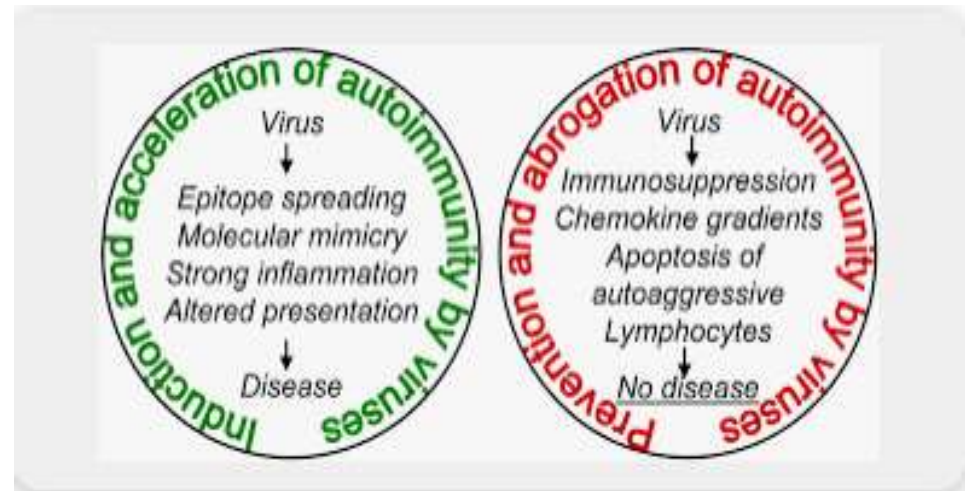 Induction and acceleration of autoimmunity by viruses
Virus
Epitope spreading
Molecular mimicry
Strong inflammation
Altered presentation
Disease
Prevention and abrogation of autoimmunity by viruses
Virus
Immunosuppression
Chemokine gradients
Apoptosis of
autoaggressive
Lymphocytes
No disease